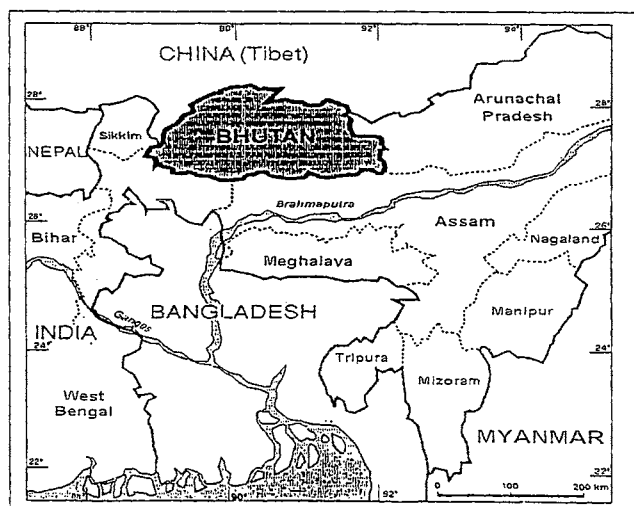 88° 90° 92° 94°
CHINA (Tibet)
28°
Arunachal
Pradesh
28°
Sikkim
BHUTAN
NEPAL
Brahmaputra
26°
Assam
26°
Bihar
Nagaland
Meghalaya
Manipur
BANGLADESH
Ganges
INDIA
24°
24°
Tripura
Mizoram
West
Bengal
MYANMAR
22°
22°
88° 90° 92°
0 100 200 km